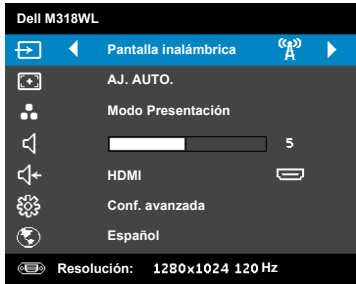 Dell M318WL
Pantalla inalámbrica
AJ. AUTO.
Modo Presentación
5
HDMI
Conf. avanzada
Español
Resolución: 1280x1024 120 Hz